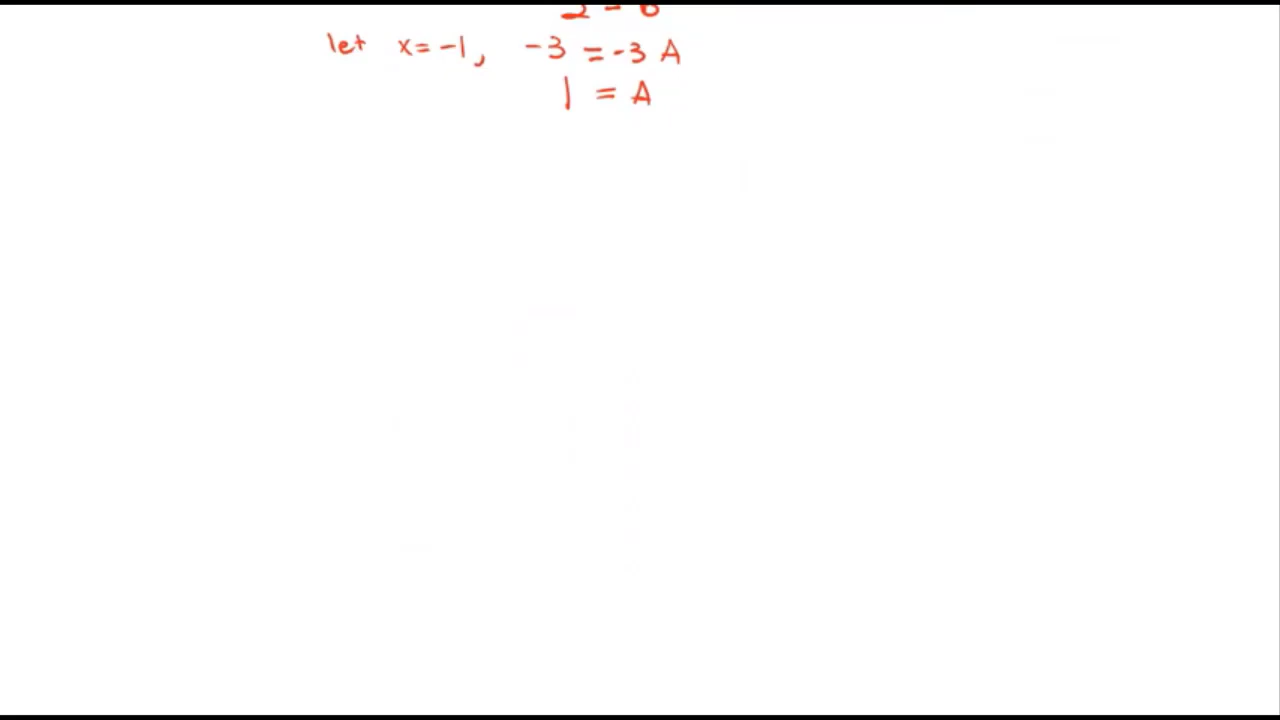 let x = -1, -3 = -3 A
1 = A